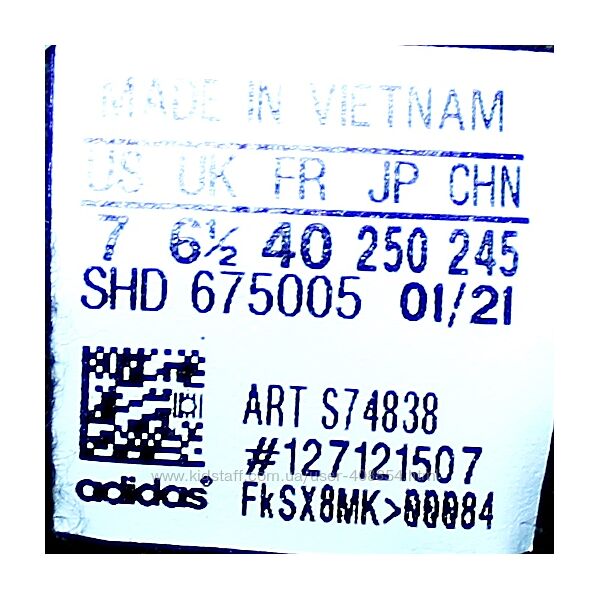 MADE IN VIETNAM
US UK FR JP CHN
7 6½ 40 250 245
SHD 675005 01/21
ART S74838
#127121507
adidas® FkSX8MK>00084